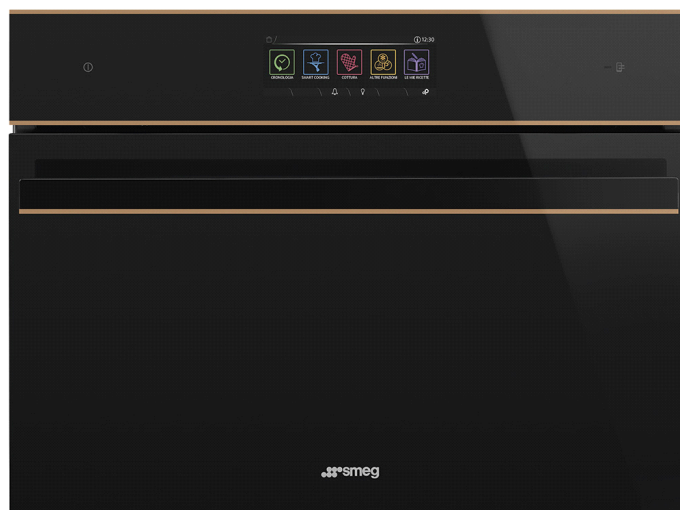 12:30
CRONOLOGIA SMART COOKING COTTURA ALTRE FUNZIONI LE MIE RICETTE
smeg